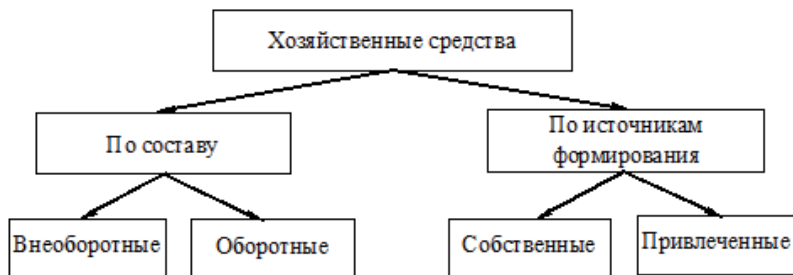 Хозяйственные средства
По составу
По источникам
формирования
Внеоборотные
Оборотные
Собственные
Привлеченные